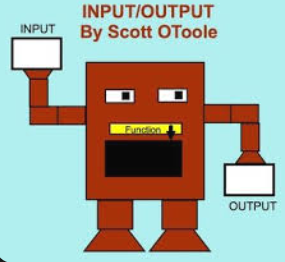 INPUT/OUTPUT
INPUT
By Scott OToole
Function
OUTPUT